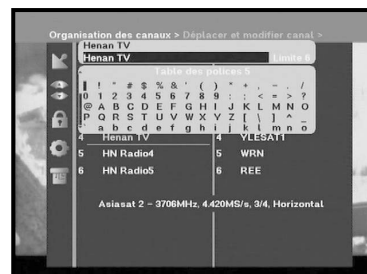 Organisation des canaux > Déplacer et modifier canal >
Henan TV
Henan TV Limite 6
Table des polices 5
! " # $ % & ' ( ) * + , - . /
0 1 2 3 4 5 6 7 8 9 : ; < = > ?
@ A B C D E F G H I J K L M N O
P Q R S T U V W X Y Z [ \ ] ^ _
` a b c d e f g h i j k l m n o
4 Henan TV 4 YLESAT1
5 HN Radio4 5 WRN
6 HN Radio5 6 REE
Asiasat 2 – 3706MHz, 4.420MS/s, 3/4, Horizontal